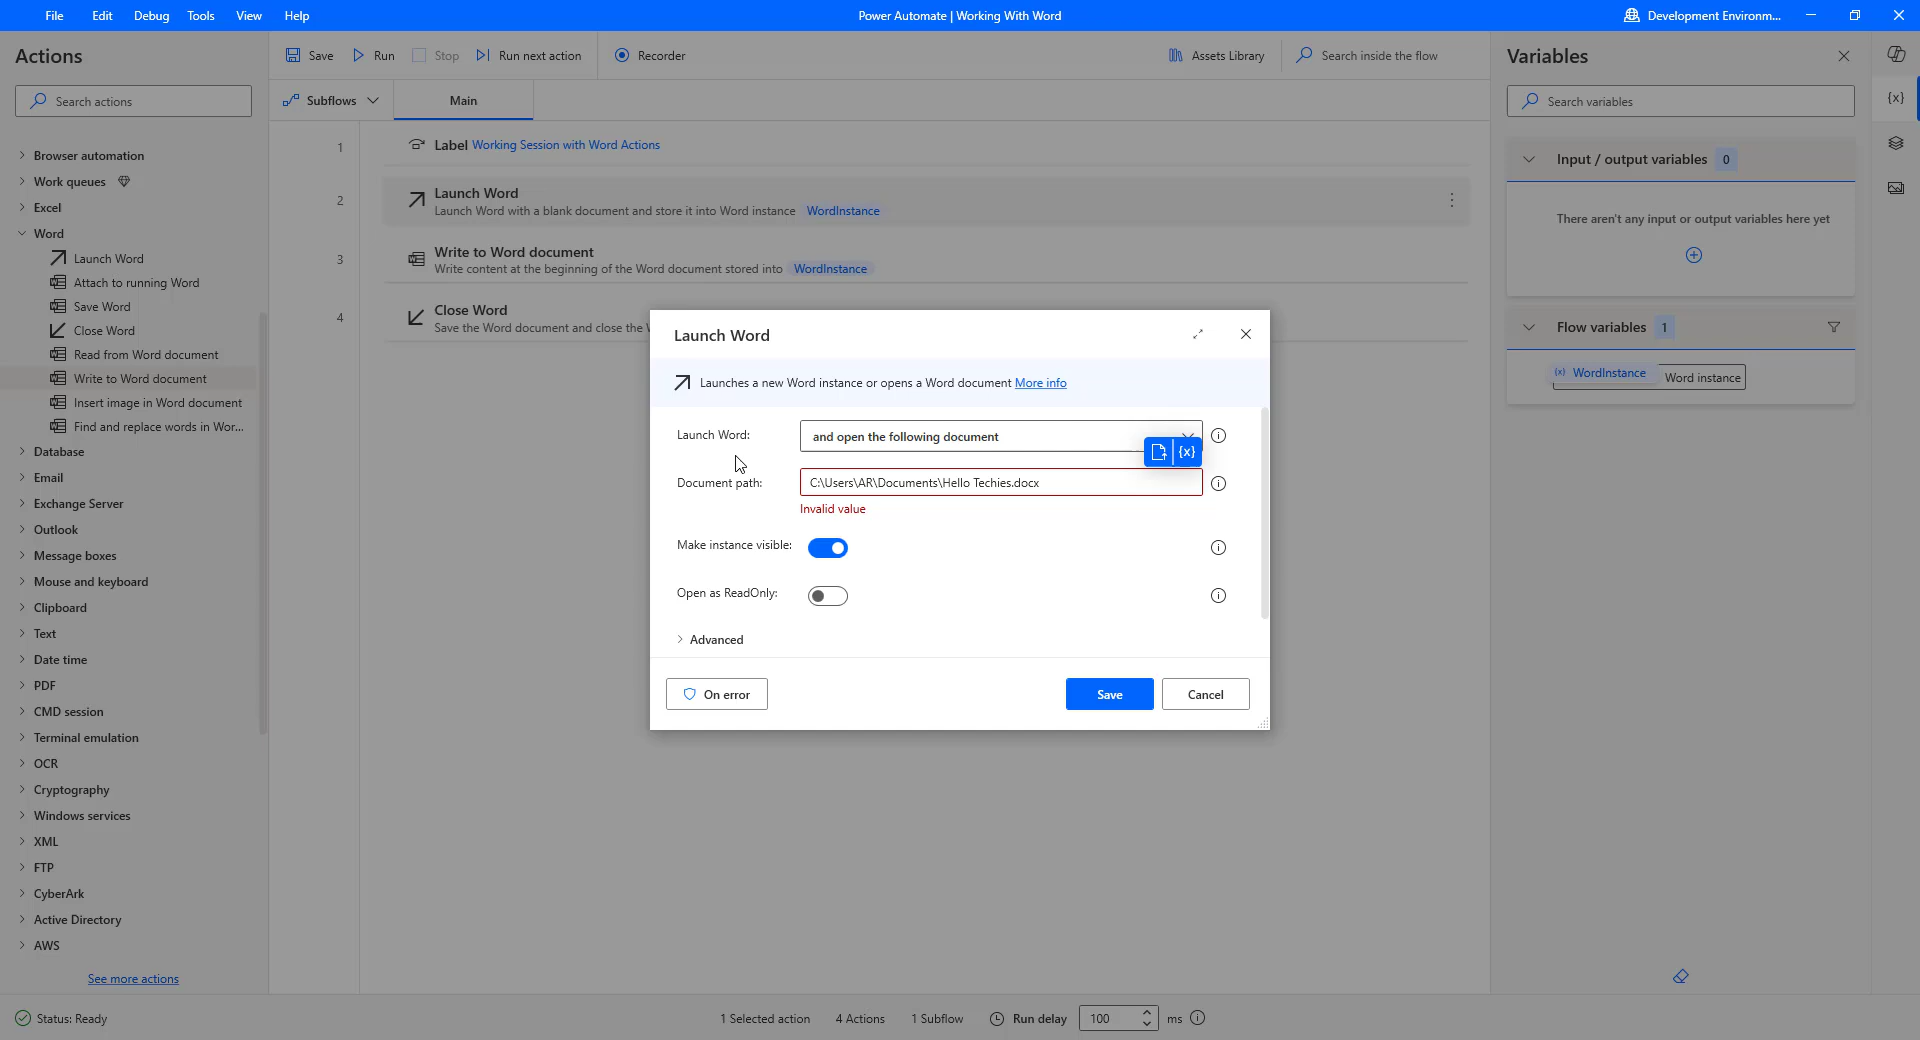 File Edit Debug Tools View Help
Power Automate | Working With Word
Development Environm...
Actions
Search actions
Browser automation
Work queues
Excel
Word
Launch Word
Attach to running Word
Save Word
Close Word
Read from Word document
Write to Word document
Insert image in Word document
Find and replace words in Wor...
Database
Email
Exchange Server
Outlook
Message boxes
Mouse and keyboard
Clipboard
Text
Date time
PDF
CMD session
Terminal emulation
OCR
Cryptography
Windows services
XML
FTP
CyberArk
Active Directory
AWS
See more actions
Save Run Stop Run next action Recorder
Assets Library
Search inside the flow
Subflows
Main
1
Label Working Session with Word Actions
2
Launch Word
Launch Word with a blank document and store it into Word instance WordInstance
3
Write to Word document
Write content at the beginning of the Word document stored into WordInstance
4
Close Word
Save the Word document and close the
Launch Word
Launches a new Word instance or opens a Word document More info
Launch Word:
and open the following document
{x}
Document path:
C:\Users\AR\Documents\Hello Techies.docx
Invalid value
Make instance visible:
Open as ReadOnly:
Advanced
On error
Save
Cancel
Variables
Search variables
Input / output variables 0
There aren't any input or output variables here yet
Flow variables 1
(x) WordInstance
Word instance
{x}
Status: Ready
1 Selected action
4 Actions
1 Subflow
Run delay
100
ms